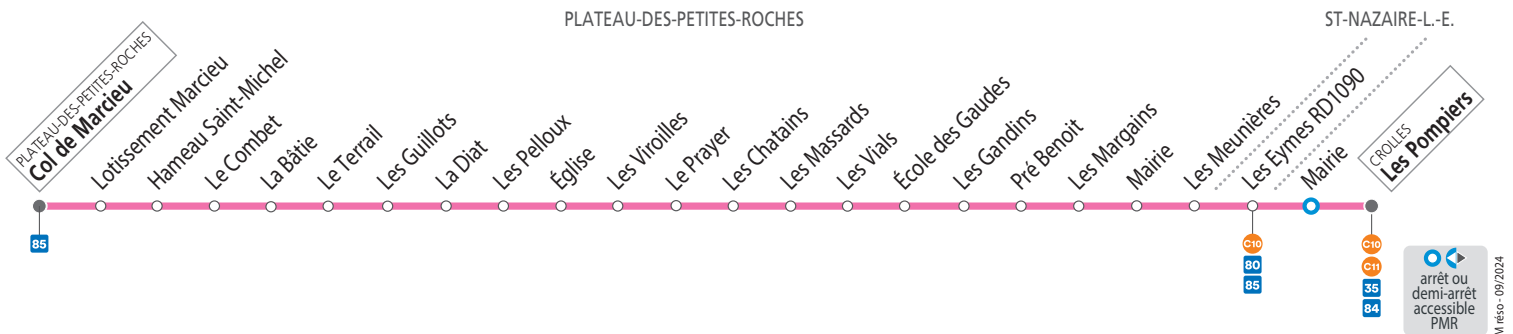 PLATEAU-DES-PETITES-ROCHES
ST-NAZAIRE-L.-E.
PLATEAU-DES-PETITES-ROCHES
Col de Marcieu
Lotissement Marcieu
Hameau Saint-Michel
Le Combet
La Bâtie
Le Terrail
Les Guillots
La Diat
Les Pelloux
Église
Les Viroilles
Le Prayer
Les Chatains
Les Massards
Les Vials
École des Gaudes
Les Gandins
Pré Benoit
Les Margains
Mairie
Les Meunières
Les Eymes RD1090
Mairie
CROLLES
Les Pompiers
85
C10
80
85
C10
C11
35
84
arrêt ou
demi-arrêt
accessible
PMR
M réso - 09/2024